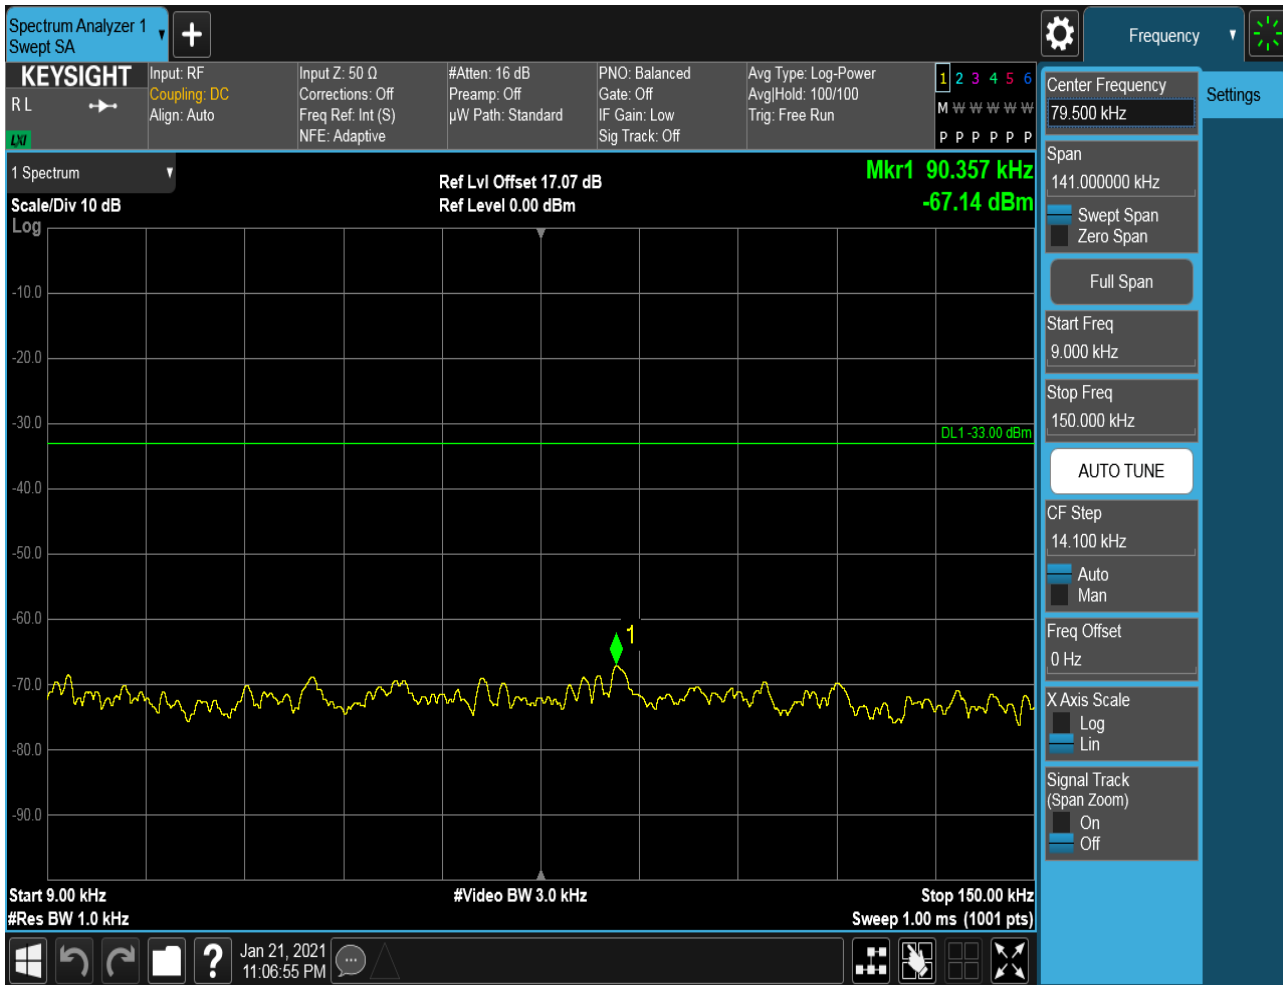 Spectrum Analyzer 1
Swept SA
+
Frequency
KEYSIGHT
R L
LXI
Input: RF
Coupling: DC
Align: Auto
Input Z: 50 Ω
Corrections: Off
Freq Ref: Int (S)
NFE: Adaptive
#Atten: 16 dB
Preamp: Off
µW Path: Standard
PNO: Balanced
Gate: Off
IF Gain: Low
Sig Track: Off
Avg Type: Log-Power
Avg|Hold: 100/100
Trig: Free Run
1 2 3 4 5 6
M W W W W W
P P P P P P
1 Spectrum
Scale/Div 10 dB
Log
Ref Lvl Offset 17.07 dB
Ref Level 0.00 dBm
Mkr1 90.357 kHz
-67.14 dBm
-10.0
-20.0
-30.0
DL1 -33.00 dBm
-40.0
-50.0
-60.0
1
-70.0
-80.0
-90.0
Start 9.00 kHz
#Video BW 3.0 kHz
Stop 150.00 kHz
#Res BW 1.0 kHz
Sweep 1.00 ms (1001 pts)
Center Frequency
79.500 kHz
Settings
Span
141.000000 kHz
Swept Span
Zero Span
Full Span
Start Freq
9.000 kHz
Stop Freq
150.000 kHz
AUTO TUNE
CF Step
14.100 kHz
Auto
Man
Freq Offset
0 Hz
X Axis Scale
Log
Lin
Signal Track
(Span Zoom)
On
Off
?
Jan 21, 2021
11:06:55 PM